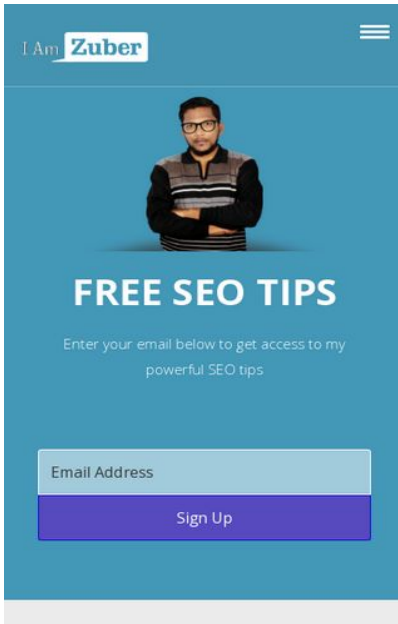 I Am Zuber
FREE SEO TIPS
Enter your email below to get access to my
powerful SEO tips
Email Address
Sign Up